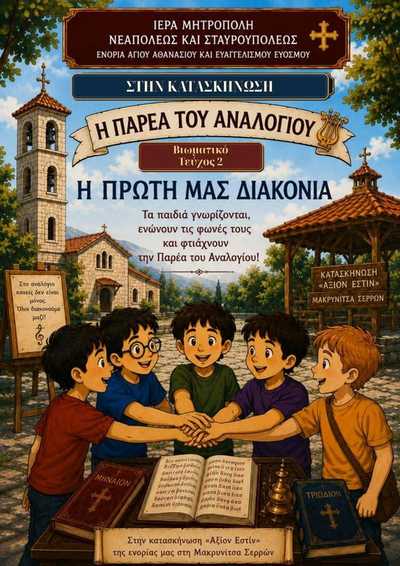 ΙΕΡΑ ΜΗΤΡΟΠΟΛΗ
ΝΕΑΠΟΛΕΩΣ ΚΑΙ ΣΤΑΥΡΟΥΠΟΛΕΩΣ
ΕΝΟΡΙΑ ΑΓΙΟΥ ΑΘΑΝΑΣΙΟΥ ΚΑΙ ΕΥΑΓΓΕΛΙΣΜΟΥ ΕΥΟΣΜΟΥ
ΣΤΗΝ ΚΑΤΑΣΚΗΝΩΣΗ
Η ΠΑΡΕΑ ΤΟΥ ΑΝΑΛΟΓΙΟΥ
Βιωματικό
Τεύχος 2
Η ΠΡΩΤΗ ΜΑΣ ΔΙΑΚΟΝΙΑ
Τα παιδιά γνωρίζονται,
ενώνουν τις φωνές τους
και φτιάχνουν
την Παρέα του Αναλογίου!
Στο αναλόγιο
κανείς δεν είναι
μόνος.
Όλοι διακονούμε
μαζί!
ΚΑΤΑΣΚΗΝΩΣΗ
«ΑΞΙΟΝ ΕΣΤΙΝ»
ΜΑΚΡΥΝΙΤΣΑ ΣΕΡΡΩΝ
ΜΗΝΑΙΟΝ
ΤΡΙΩΔΙΟΝ
Στην κατασκήνωση «Άξιον Εστίν»
της ενορίας μας στη Μακρυνίτσα Σερρών